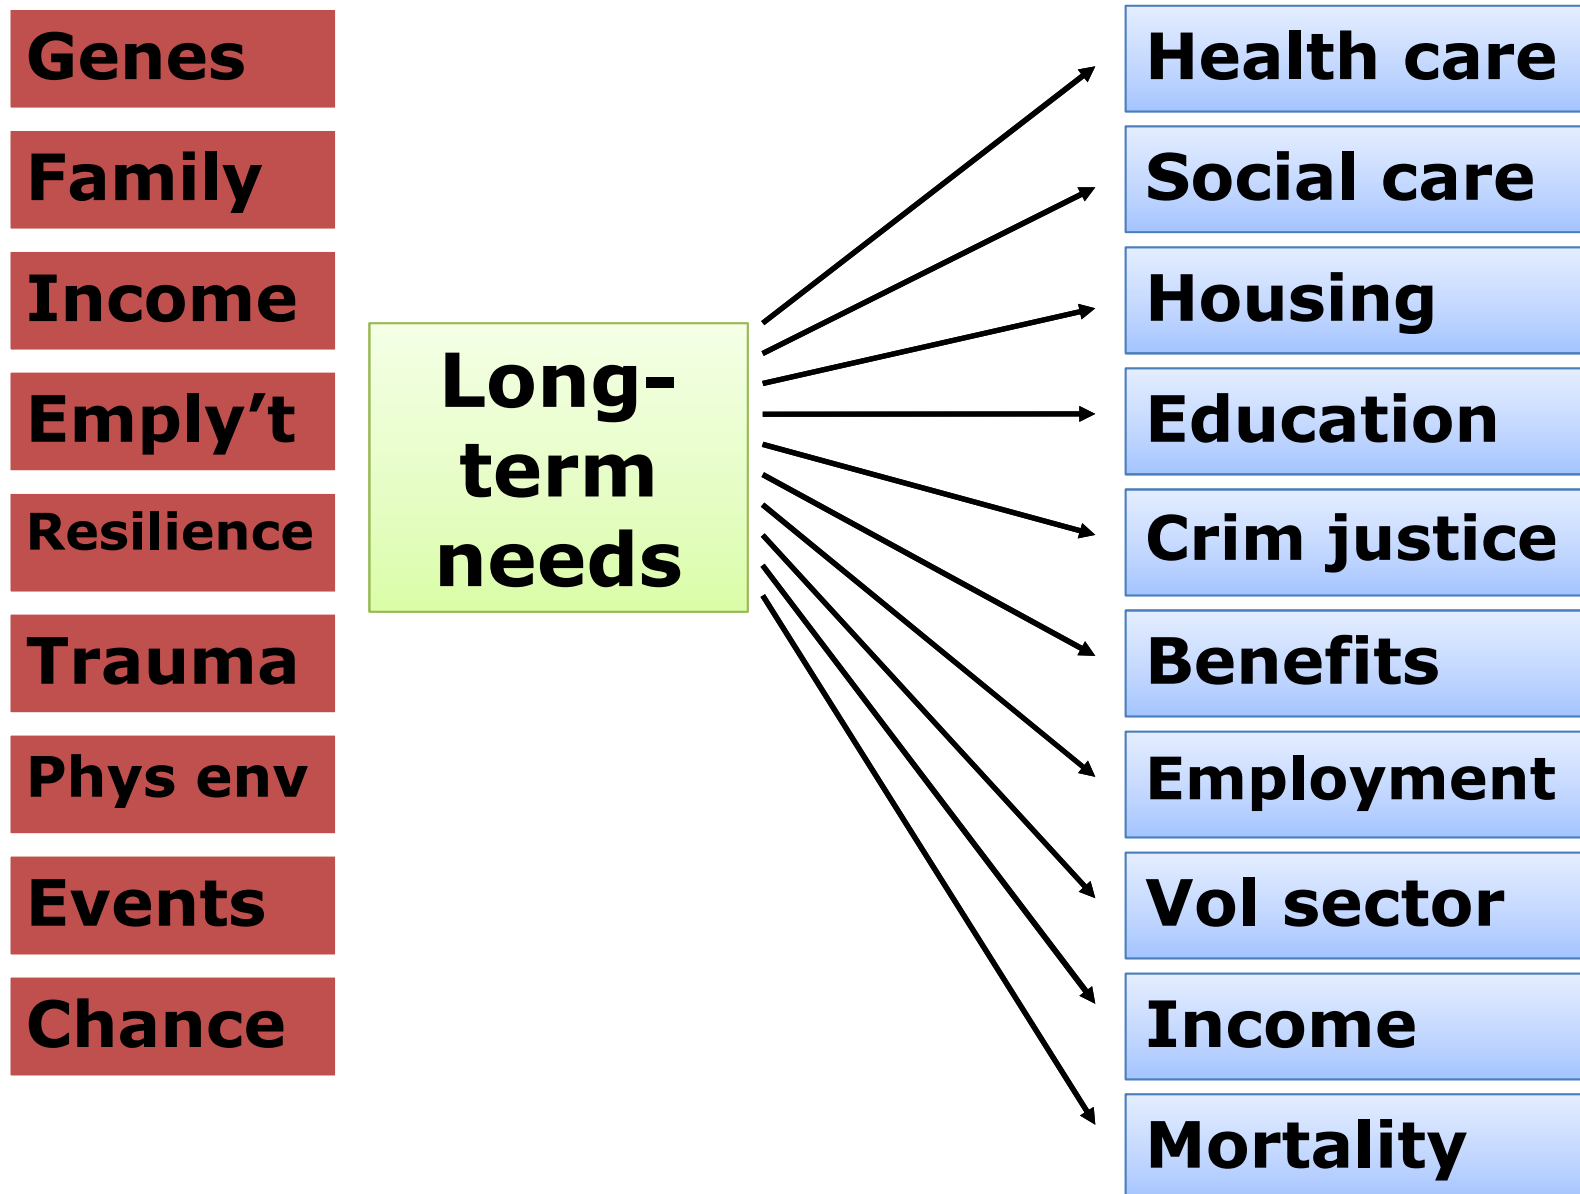 Genes
Family
Income
Emply’t
Resilience
Trauma
Phys env
Events
Chance
Long-
term
needs
Health care
Social care
Housing
Education
Crim justice
Benefits
Employment
Vol sector
Income
Mortality